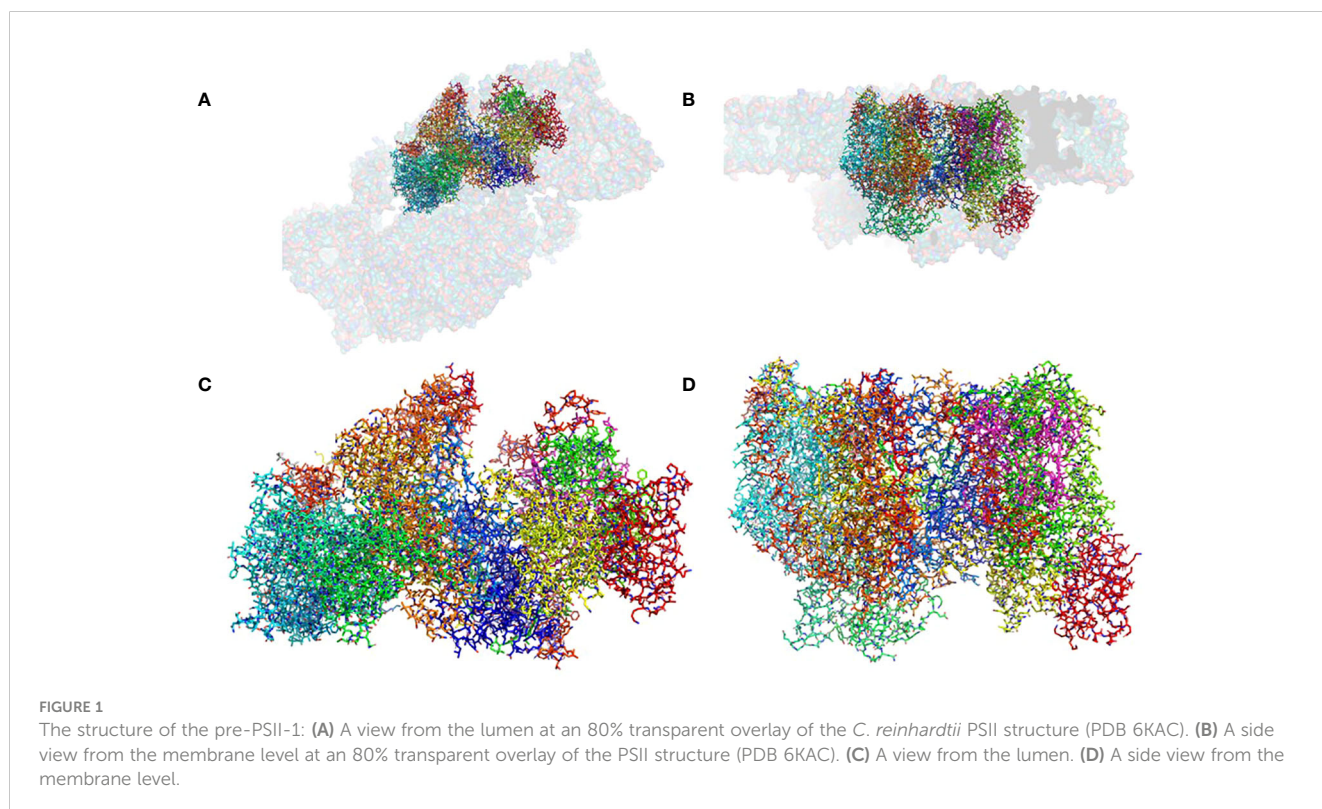 A
B
C
D
FIGURE 1
The structure of the pre-PSII-1: (A) A view from the lumen at an 80% transparent overlay of the C. reinhardtii PSII structure (PDB 6KAC). (B) A side
view from the membrane level at an 80% transparent overlay of the PSII structure (PDB 6KAC). (C) A view from the lumen. (D) A side view from the
membrane level.